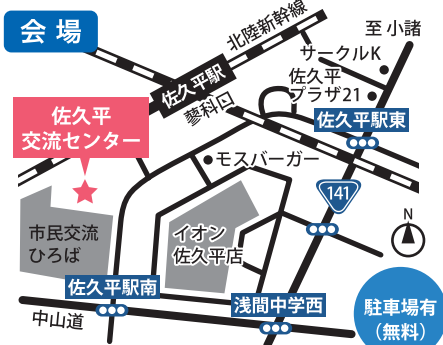 会場
北陸新幹線
至 小諸
サークルK
佐久平
プラザ21
佐久平駅
蓼科口
佐久平駅東
佐久平
交流センター
モスバーガー
141
N
市民交流
ひろば
イオン
佐久平店
佐久平駅南
浅間中学西
中山道
駐車場有
（無料）